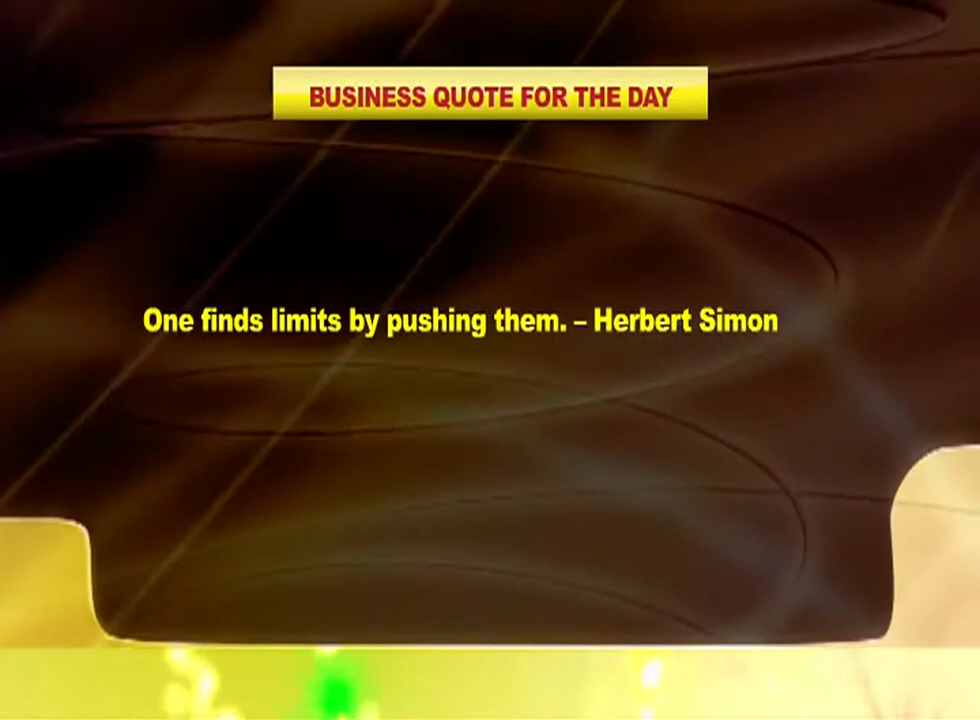 BUSINESS QUOTE FOR THE DAY
One finds limits by pushing them. – Herbert Simon